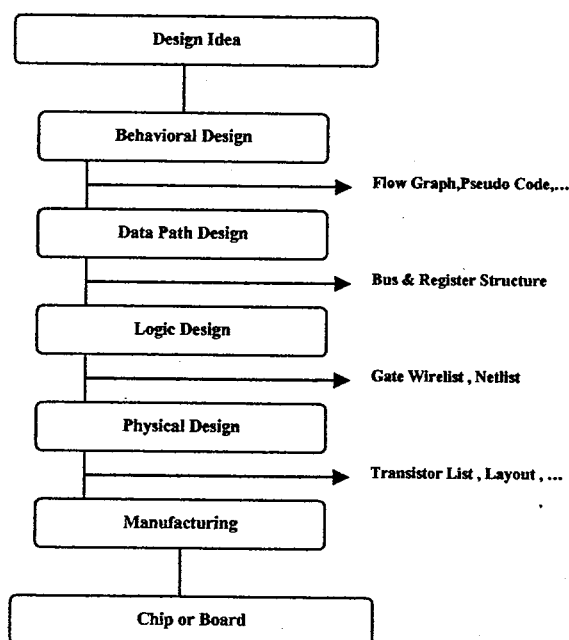 Design Idea
Behavioral Design
Flow Graph,Pseudo Code,...
Data Path Design
Bus & Register Structure
Logic Design
Gate Wirelist , Netlist
Physical Design
Transistor List , Layout , ...
Manufacturing
Chip or Board